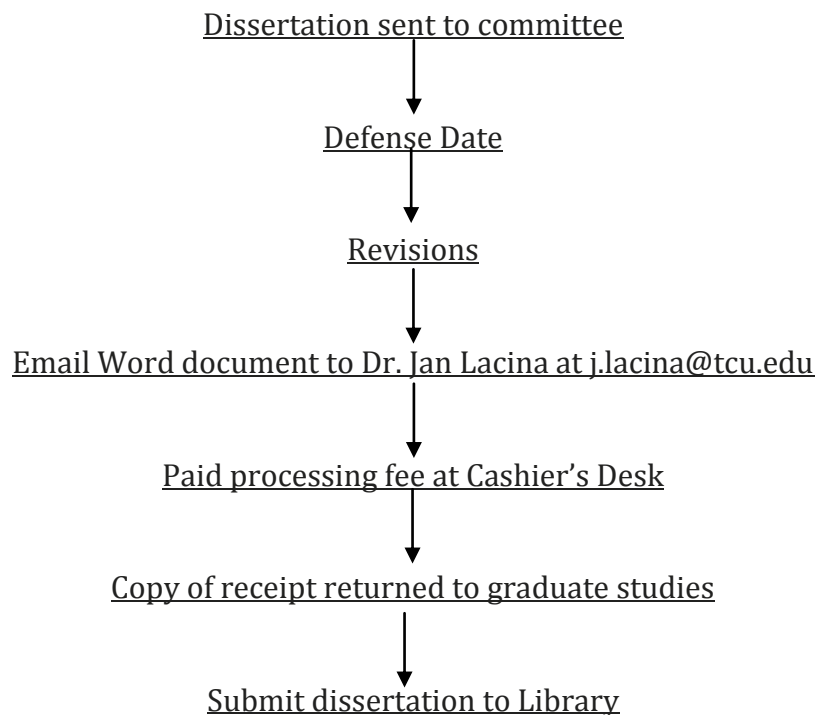 Dissertation sent to committee
Defense Date
Revisions
Email Word document to Dr. Jan Lacina at j.lacina@tcu.edu
Paid processing fee at Cashier’s Desk
Copy of receipt returned to graduate studies
Submit dissertation to Library